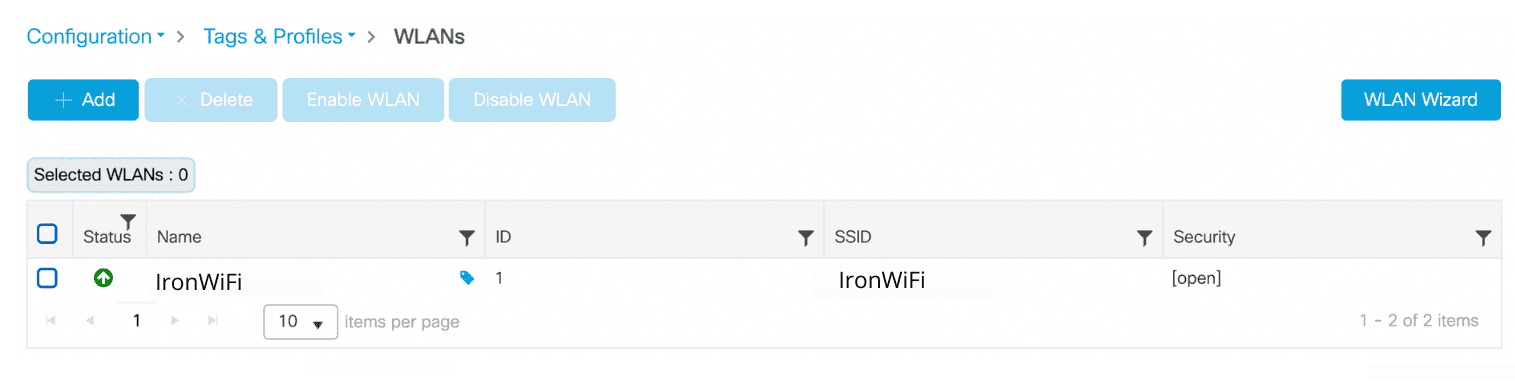 Configuration > Tags & Profiles > WLANs
+ Add × Delete Enable WLAN Disable WLAN WLAN Wizard
Selected WLANs : 0
Status Name ID SSID Security
IronWiFi 1 IronWiFi [open]
1 10 items per page 1 - 2 of 2 items